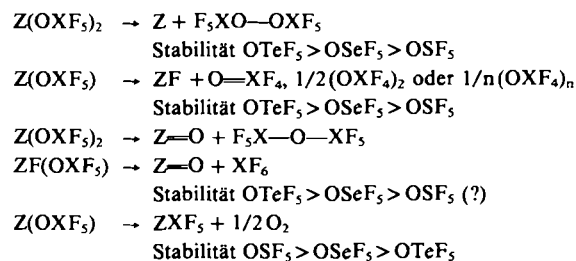 Z(OXF₅)₂ → Z + F₅XO—OXF₅
Stabilität OTeF₅ > OSeF₅ > OSF₅
Z(OXF₅) → ZF + O=XF₄, 1/2(OXF₄)₂ oder 1/n(OXF₄)ₙ
Stabilität OTeF₅ > OSeF₅ > OSF₅
Z(OXF₅)₂ → Z=O + F₅X—O—XF₅
ZF(OXF₅) → Z=O + XF₆
Stabilität OTeF₅ > OSeF₅ > OSF₅ (?)
Z(OXF₅) → ZXF₅ + 1/2 O₂
Stabilität OSF₅ > OSeF₅ > OTeF₅